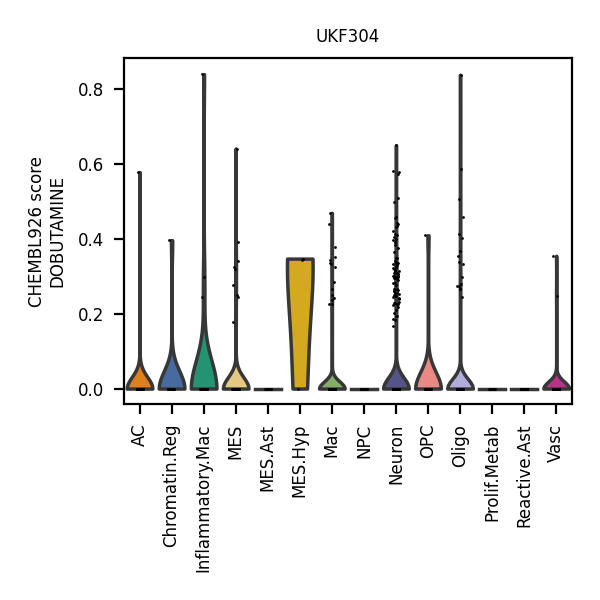 UKF304
CHEMBL926 score
DOBUTAMINE
0.8
0.6
0.4
0.2
0.0
AC
Chromatin.Reg
Inflammatory.Mac
MES
MES.Ast
MES.Hyp
Mac
NPC
Neuron
OPC
Oligo
Prolif.Metab
Reactive.Ast
Vasc